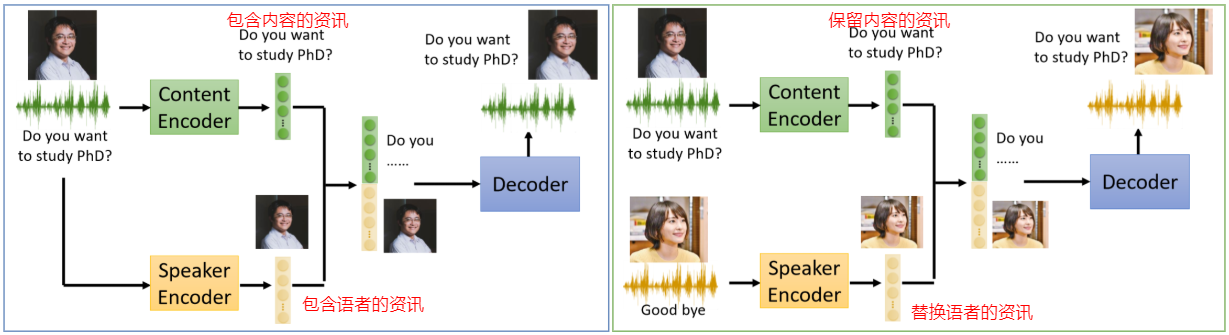 包含内容的资讯
Do you want
to study PhD?
Do you want
to study PhD?
Content
Encoder
Do you want
to study PhD?
Do you
......
Decoder
Speaker
Encoder
包含语者的资讯
保留内容的资讯
Do you want
to study PhD?
Do you want
to study PhD?
Content
Encoder
Do you want
to study PhD?
Do you
......
Decoder
Speaker
Encoder
Good bye
替换语者的资讯